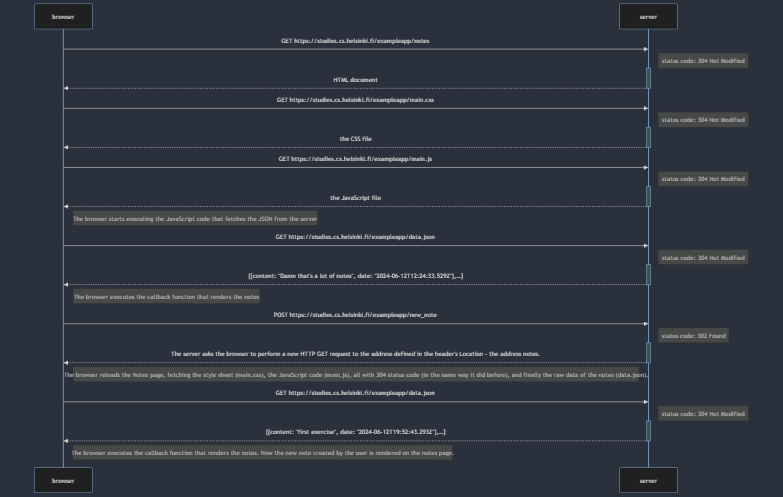 browser
server
GET https://studies.cs.helsinki.fi/exampleapp/notes
status code: 304 Not Modified
HTML document
GET https://studies.cs.helsinki.fi/exampleapp/main.css
status code: 304 Not Modified
the CSS file
GET https://studies.cs.helsinki.fi/exampleapp/main.js
status code: 304 Not Modified
the JavaScript file
The browser starts executing the JavaScript code that fetches the JSON from the server
GET https://studies.cs.helsinki.fi/exampleapp/data.json
status code: 304 Not Modified
[{content: "Damn that's a lot of notes", date: "2024-06-12T12:24:33.529Z"},...]
The browser executes the callback function that renders the notes
POST https://studies.cs.helsinki.fi/exampleapp/new_note
status code: 302 Found
The server asks the browser to perform a new HTTP GET request to the address defined in the header's Location - the address notes.
The browser reloads the Notes page, fetching the style sheet (main.css), the JavaScript code (main.js), all with 304 status code (in the same way it did before), and finally the raw data of the notes (data.json).
GET https://studies.cs.helsinki.fi/exampleapp/data.json
status code: 304 Not Modified
[{content: "first exercise", date: "2024-06-12T19:52:43.293Z"},...]
The browser executes the callback function that renders the notes. Now the new note created by the user is rendered on the notes page.
browser
server